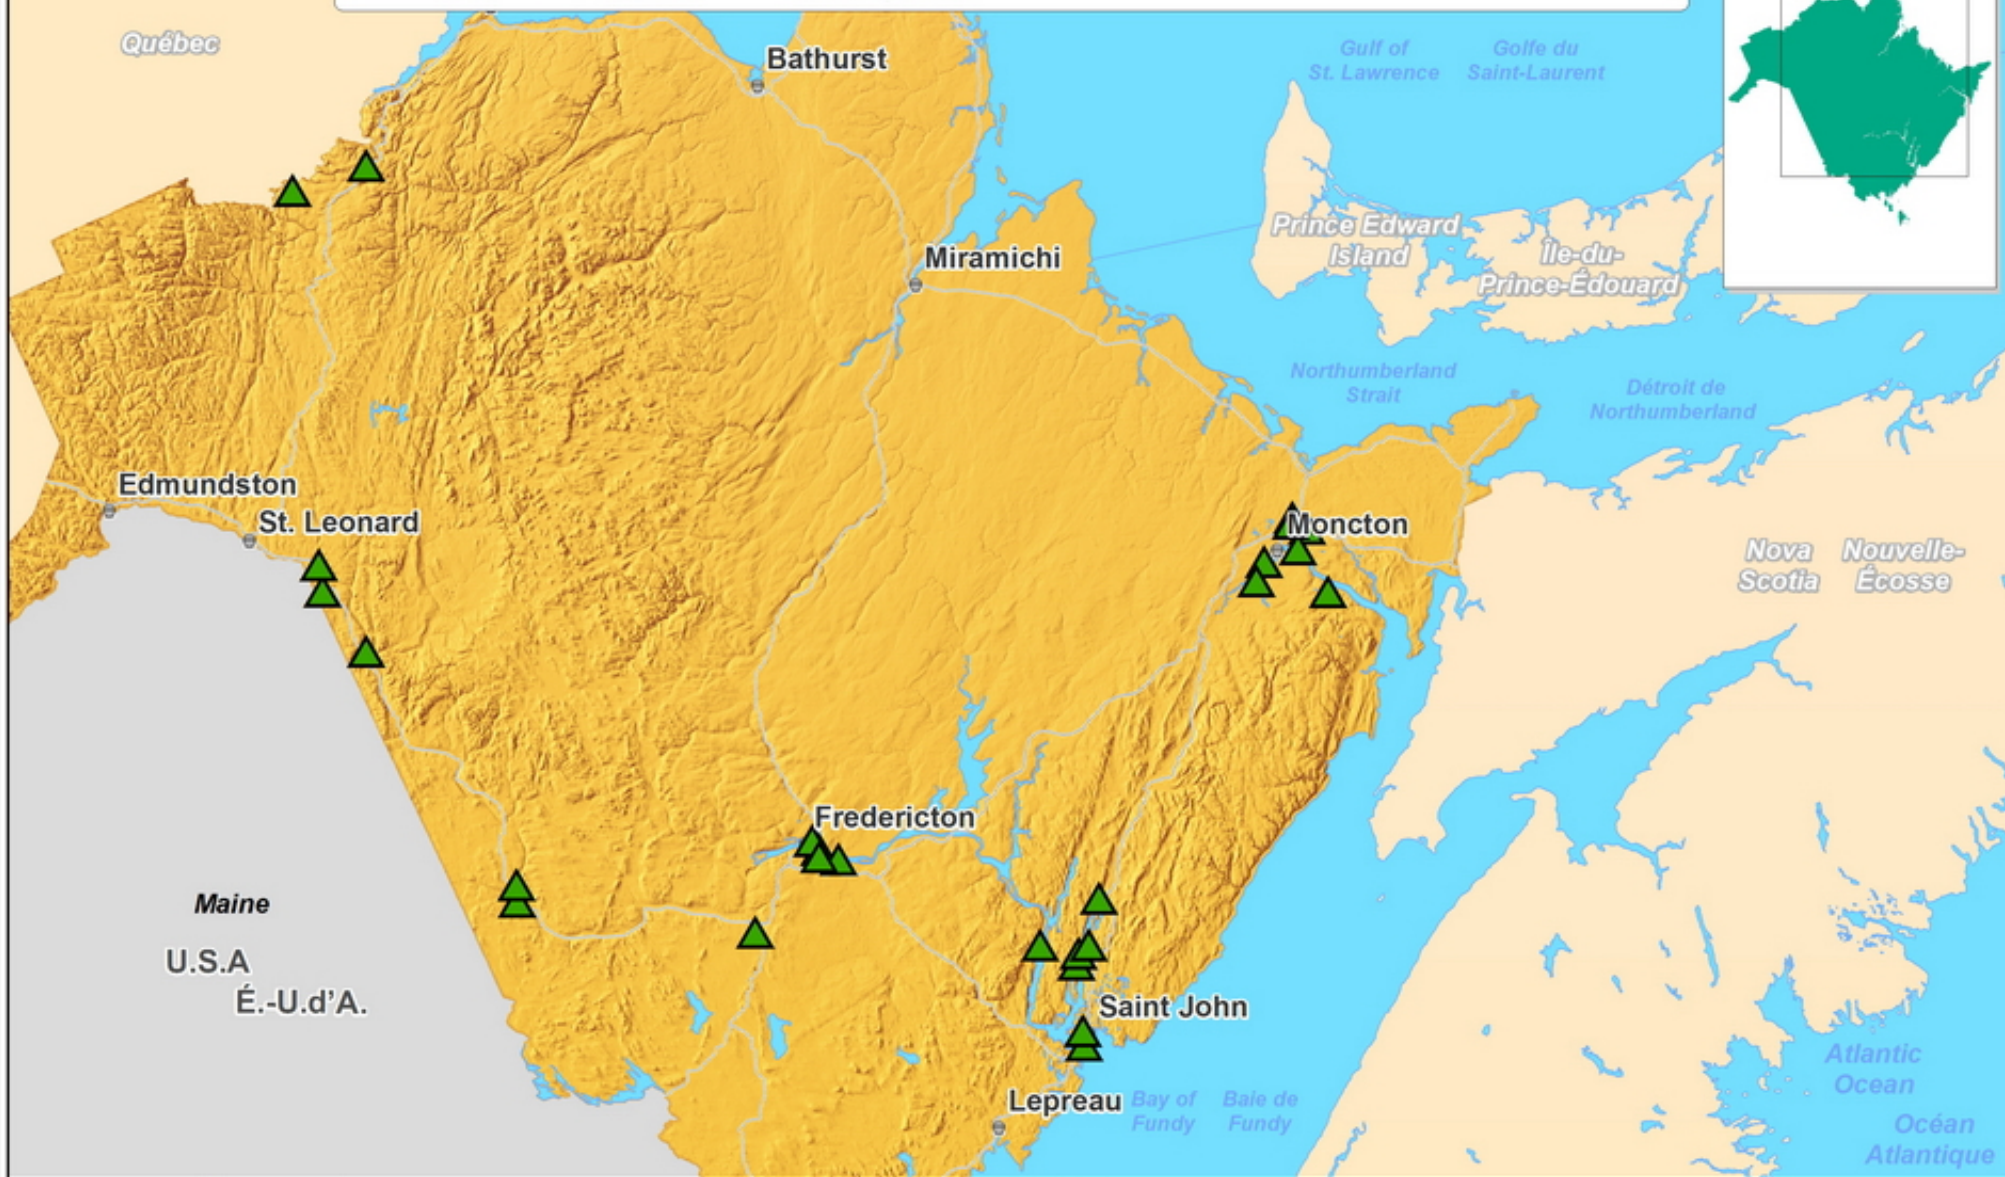 Québec
Bathurst
Gulf of
St. Lawrence
Golfe du
Saint-Laurent
Miramichi
Prince Edward
Island
Île-du-
Prince-Édouard
Northumberland
Strait
Détroit de
Northumberland
Edmundston
St. Leonard
Moncton
Nova
Scotia
Nouvelle-
Écosse
Fredericton
Maine
U.S.A
É.-U.d'A.
Saint John
Lepreau
Bay of
Fundy
Baie de
Fundy
Atlantic
Ocean
Océan
Atlantique